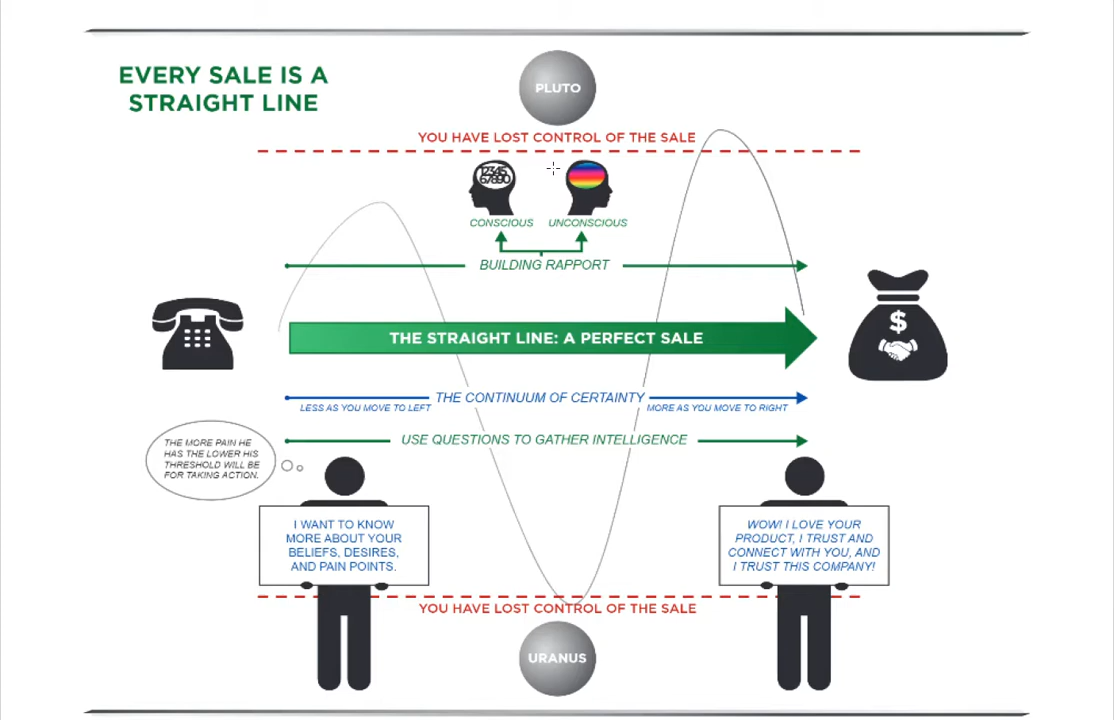 EVERY SALE IS A
STRAIGHT LINE
PLUTO
YOU HAVE LOST CONTROL OF THE SALE
12345
67890
CONSCIOUS
UNCONSCIOUS
BUILDING RAPPORT
THE STRAIGHT LINE: A PERFECT SALE
$
THE CONTINUUM OF CERTAINTY
LESS AS YOU MOVE TO LEFT
MORE AS YOU MOVE TO RIGHT
USE QUESTIONS TO GATHER INTELLIGENCE
THE MORE PAIN HE
HAS THE LOWER HIS
THRESHOLD WILL BE
FOR TAKING ACTION.
I WANT TO KNOW
MORE ABOUT YOUR
BELIEFS, DESIRES,
AND PAIN POINTS.
WOW! I LOVE YOUR
PRODUCT, I TRUST AND
CONNECT WITH YOU, AND
I TRUST THIS COMPANY!
YOU HAVE LOST CONTROL OF THE SALE
URANUS